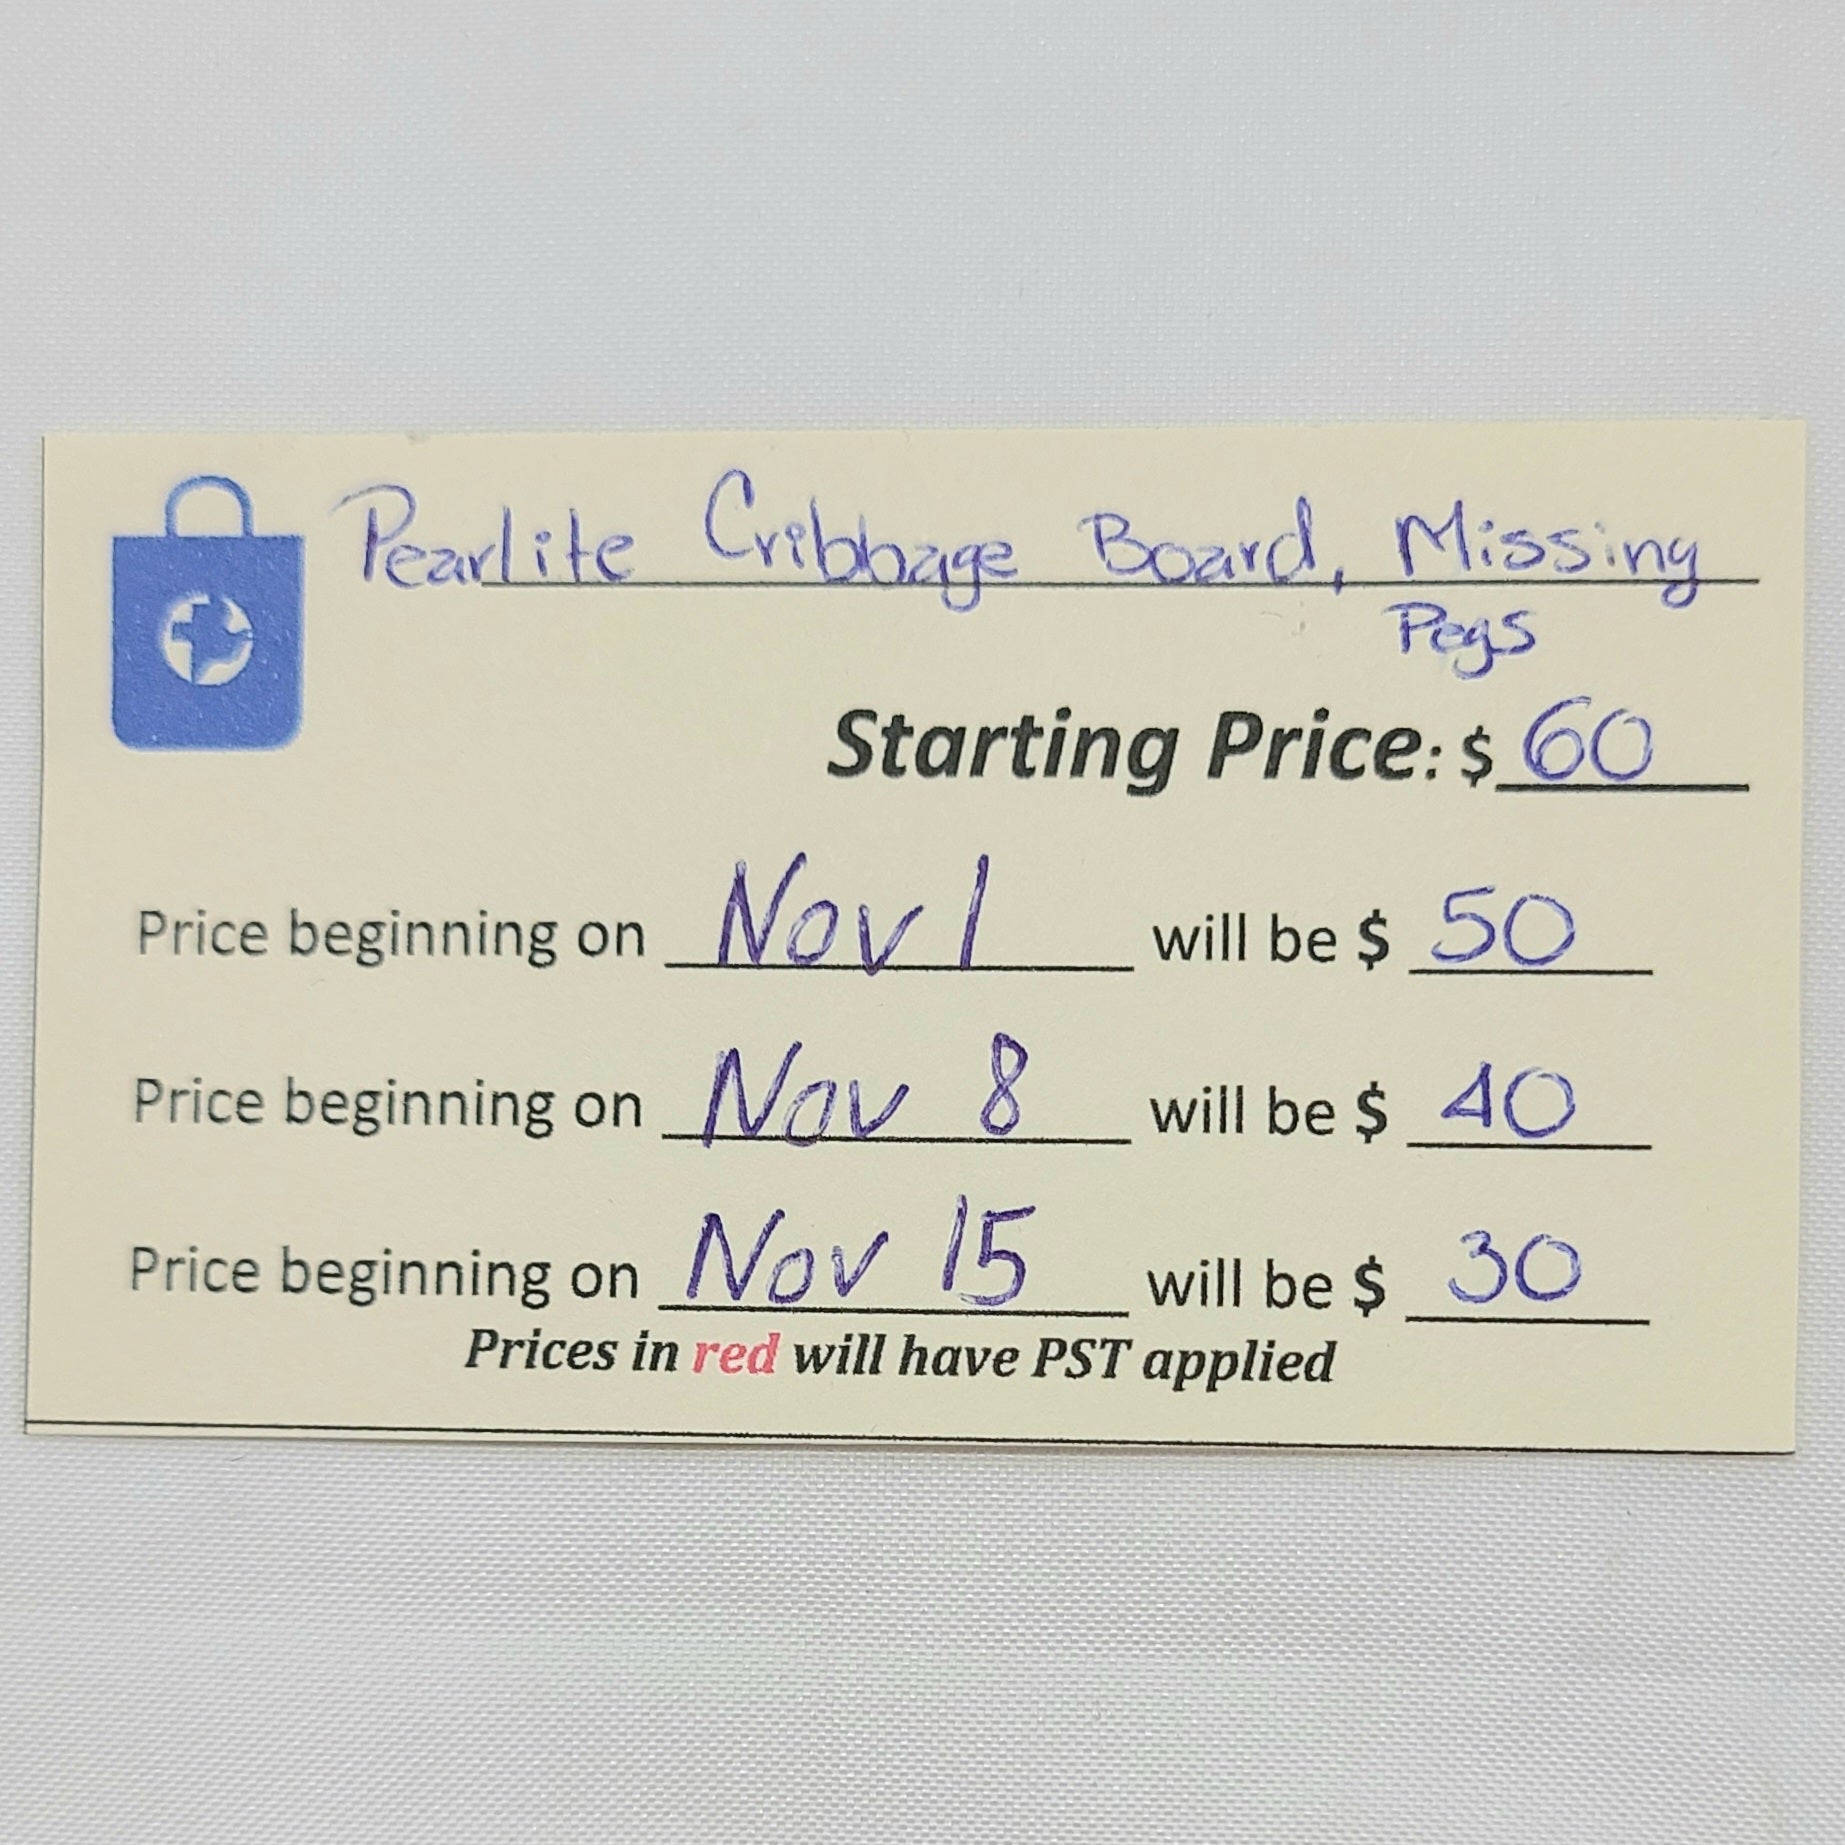 Pearlite Cribbage Board, Missing
Pegs
Starting Price: $ 60
Price beginning on Nov 1 will be $ 50
Price beginning on Nov 8 will be $ 40
Price beginning on Nov 15 will be $ 30
Prices in red will have PST applied